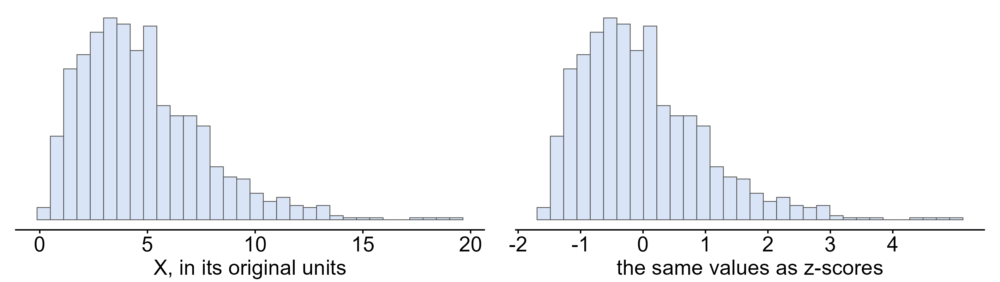 0 5 10 15 20
X, in its original units
-2 -1 0 1 2 3 4
the same values as z-scores